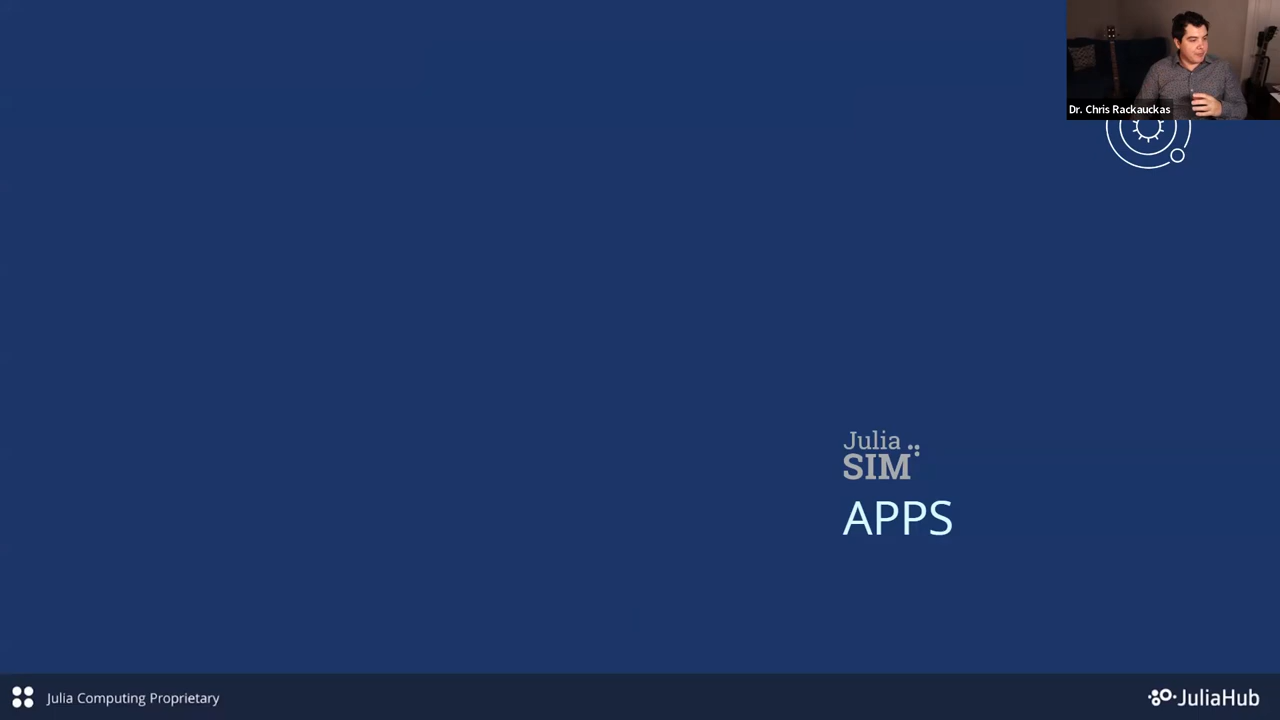 Dr. Chris Rackauckas
Julia
SIM
APPS
Julia Computing Proprietary
JuliaHub